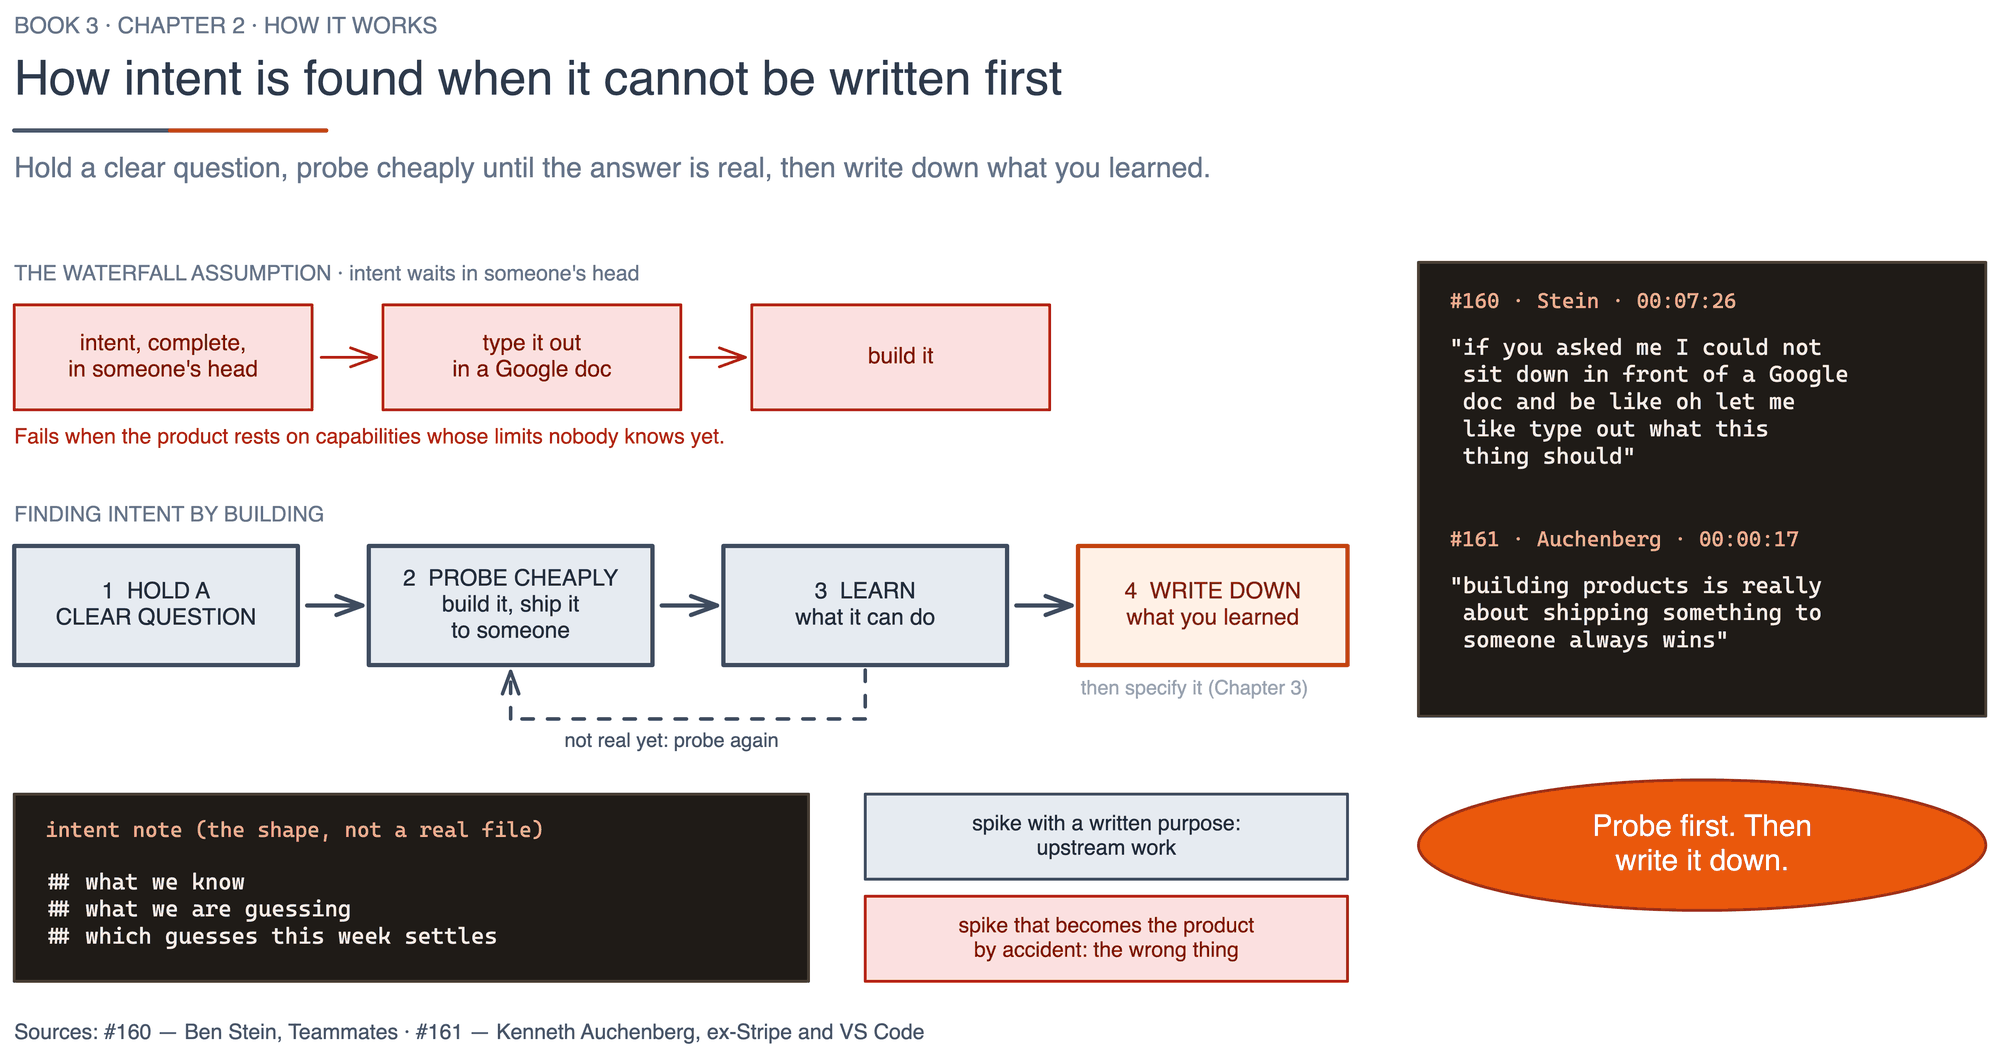 BOOK 3 · CHAPTER 2 · HOW IT WORKS
How intent is found when it cannot be written first
Hold a clear question, probe cheaply until the answer is real, then write down what you learned.
THE WATERFALL ASSUMPTION · intent waits in someone's head
intent, complete,
in someone's head
type it out
in a Google doc
build it
Fails when the product rests on capabilities whose limits nobody knows yet.
FINDING INTENT BY BUILDING
1 HOLD A
CLEAR QUESTION
2 PROBE CHEAPLY
build it, ship it
to someone
3 LEARN
what it can do
4 WRITE DOWN
what you learned
then specify it (Chapter 3)
not real yet: probe again
#160 · Stein · 00:07:26
"if you asked me I could not
sit down in front of a Google
doc and be like oh let me
like type out what this
thing should"
#161 · Auchenberg · 00:00:17
"building products is really
about shipping something to
someone always wins"
intent note (the shape, not a real file)
## what we know
## what we are guessing
## which guesses this week settles
spike with a written purpose:
upstream work
spike that becomes the product
by accident: the wrong thing
Probe first. Then
write it down.
Sources: #160 — Ben Stein, Teammates · #161 — Kenneth Auchenberg, ex-Stripe and VS Code